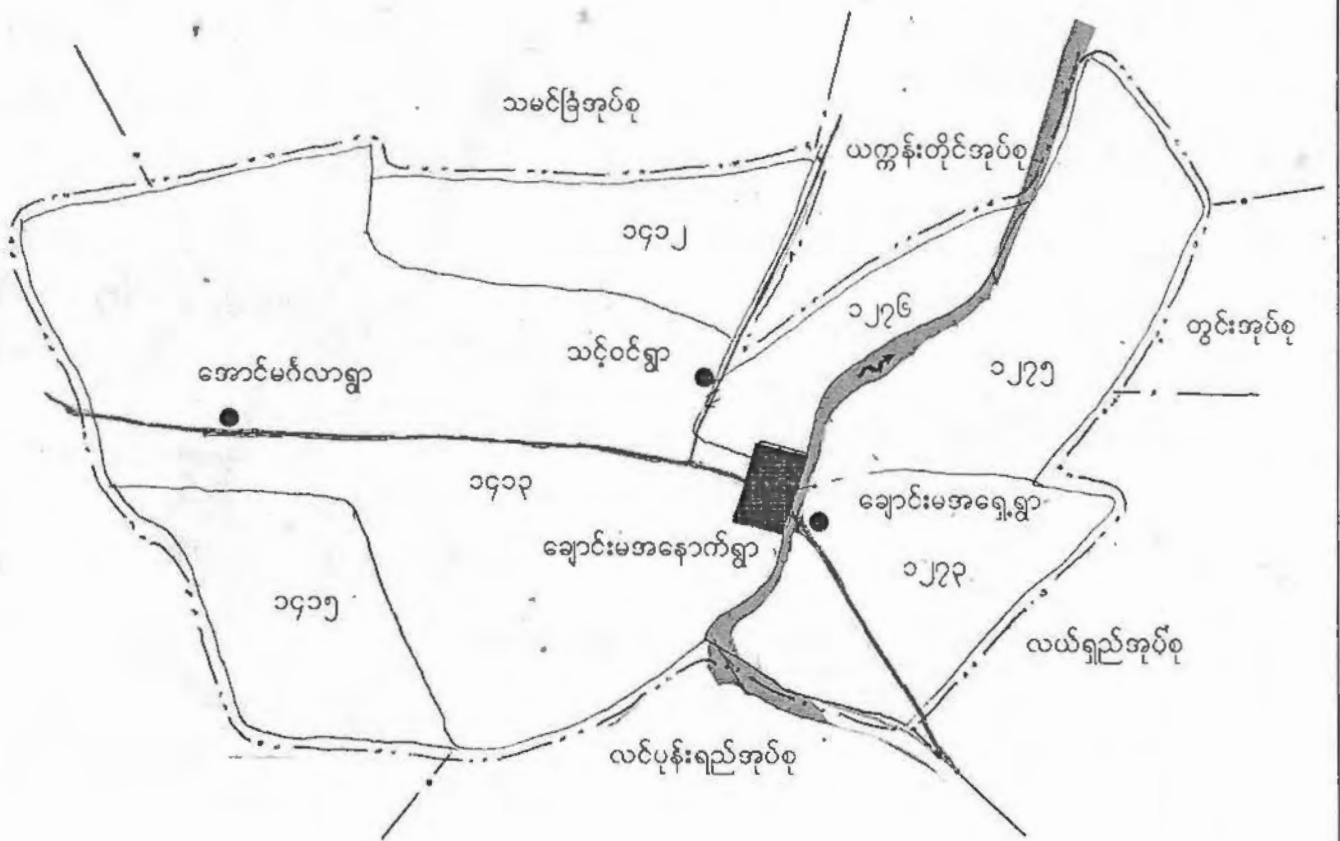 သမင်ခြံအုပ်စု
ယက္ကန်းတိုင်အုပ်စု
၁၄၁၂
၁၂၇၆
တွင်းအုပ်စု
သင့်ဝင်ရွာ
၁၂၇၅
အောင်မင်္ဂလာရွာ
၁၄၁၃
ချောင်းမအရှေ့ရွာ
ချောင်းမအနောက်ရွာ
၁၂၇၃
၁၄၁၅
လယ်ရှည်အုပ်စု
လင်ပုန်းရည်အုပ်စု